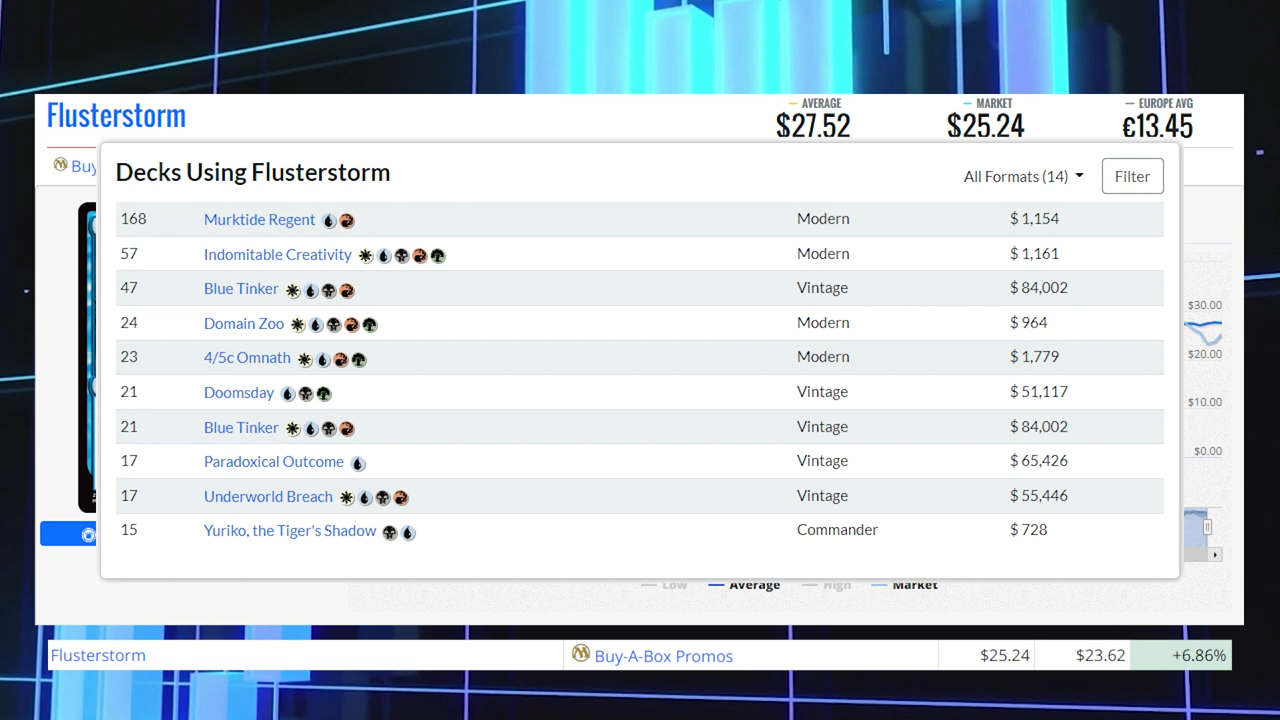 Flusterstorm
AVERAGE MARKET EUROPE AVG
$27.52 $25.24 €13.45
Buy
Decks Using Flusterstorm All Formats (14) Filter
168 Murktide Regent Modern $ 1,154
57 Indomitable Creativity Modern $ 1,161
47 Blue Tinker Vintage $ 84,002
24 Domain Zoo Modern $ 964
23 4/5c Omnath Modern $ 1,779
21 Doomsday Vintage $ 51,117
21 Blue Tinker Vintage $ 84,002
17 Paradoxical Outcome Vintage $ 65,426
17 Underworld Breach Vintage $ 55,446
15 Yuriko, the Tiger's Shadow Commander $ 728
$30.00
$20.00
$10.00
$0.00
Low Average High Market
Flusterstorm Buy-A-Box Promos $25.24 $23.62 +6.86%